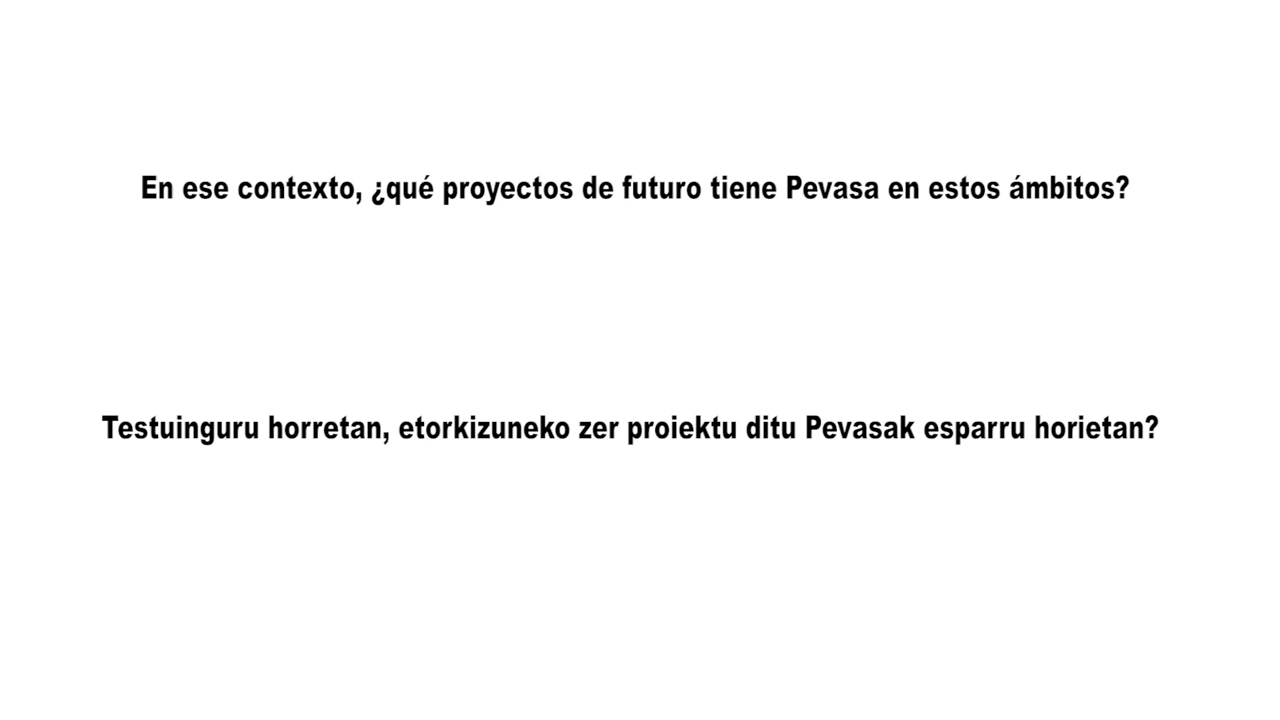 En ese contexto, ¿qué proyectos de futuro tiene Pevasa en estos ámbitos?
Testuinguru horretan, etorkizuneko zer proiektu ditu Pevasak esparru horietan?